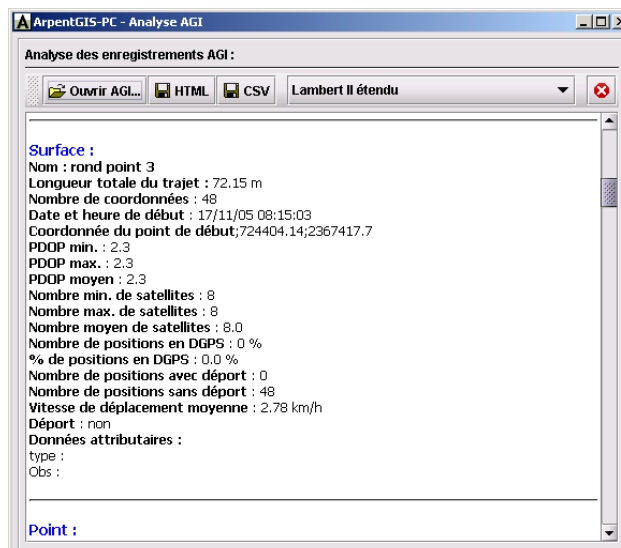 ArpentGIS-PC - Analyse AGI
Analyse des enregistrements AGI :
Ouvrir AGI... HTML CSV Lambert II étendu
Surface :
Nom : rond point 3
Longueur totale du trajet : 72.15 m
Nombre de coordonnées : 48
Date et heure de début : 17/11/05 08:15:03
Coordonnée du point de début;724404.14;2367417.7
PDOP min. : 2.3
PDOP max. : 2.3
PDOP moyen : 2.3
Nombre min. de satellites : 8
Nombre max. de satellites : 8
Nombre moyen de satellites : 8.0
Nombre de positions en DGPS : 0 %
% de positions en DGPS : 0.0 %
Nombre de positions avec déport : 0
Nombre de positions sans déport : 48
Vitesse de déplacement moyenne : 2.78 km/h
Déport : non
Données attributaires :
type :
Obs :
Point :